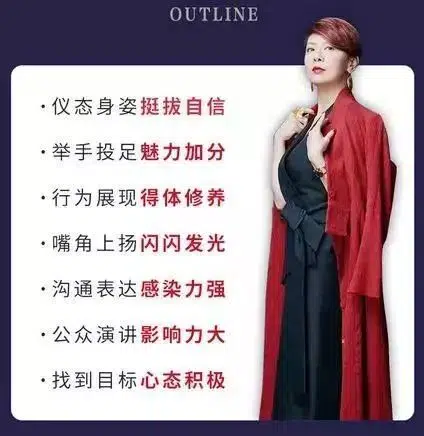 OUTLINE
·仪态身姿挺拔自信
·举手投足魅力加分
·行为展现得体修养
·嘴角上扬闪闪发光
·沟通表达感染力强
·公众演讲影响力大
·找到目标心态积极